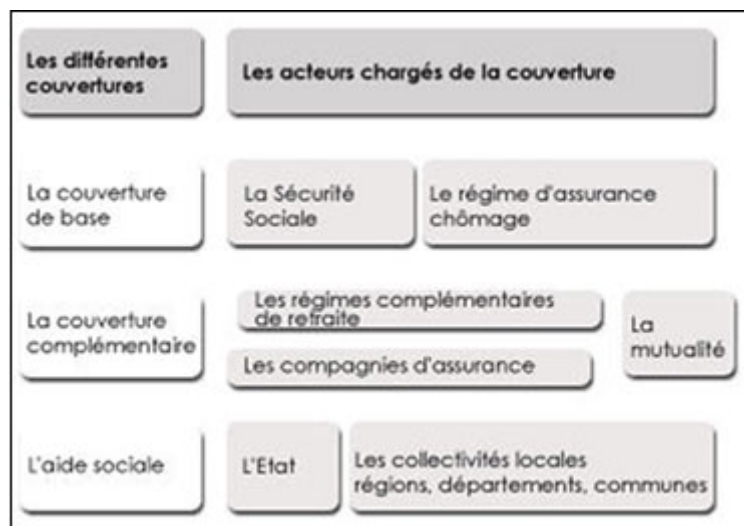 Les différentes
couvertures
Les acteurs chargés de la couverture
La couverture
de base
La Sécurité
Sociale
Le régime d'assurance
chômage
La couverture
complémentaire
Les régimes complémentaires
de retraite
Les compagnies d'assurance
La
mutualité
L'aide sociale
L'Etat
Les collectivités locales
régions, départements, communes